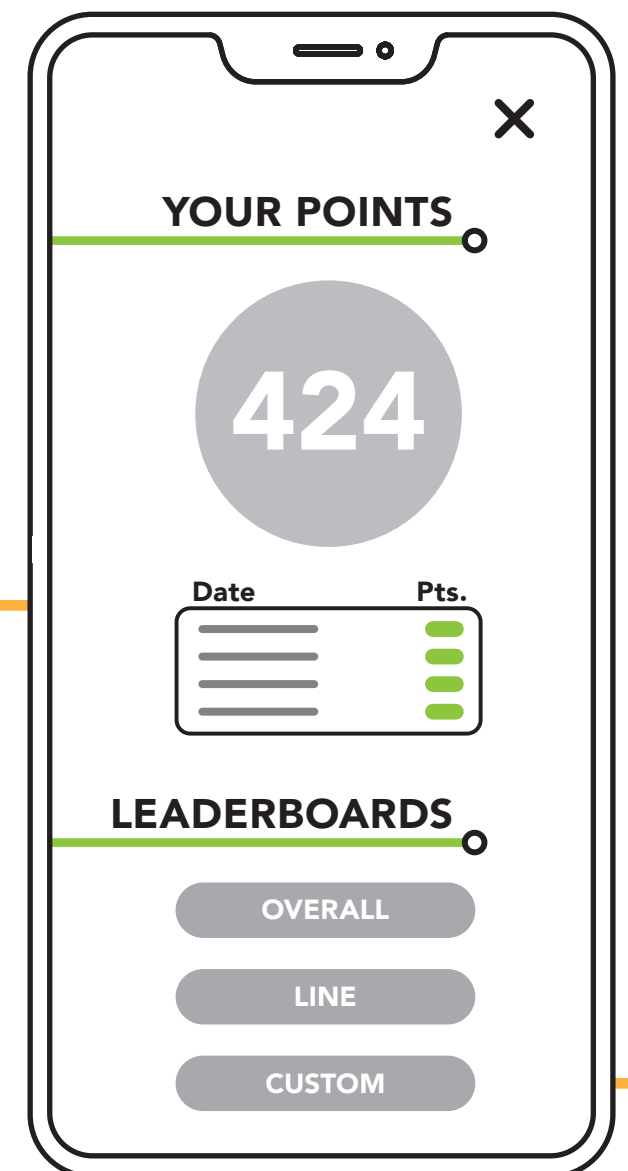 YOUR POINTS
424
Date Pts.
LEADERBOARDS
OVERALL
LINE
CUSTOM